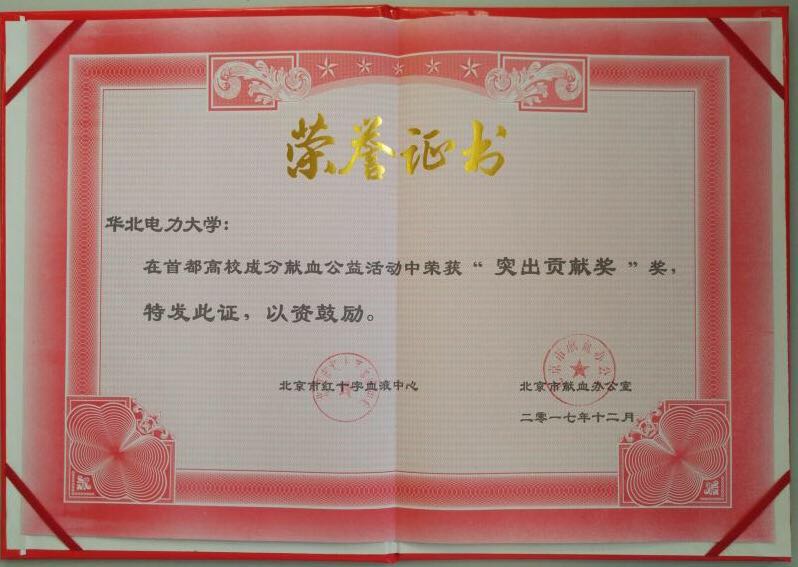 荣誉证书
华北电力大学:
在首都高校成分献血公益活动中荣获“突出贡献奖”奖,
特发此证,以资鼓励。
北京市红十字血液中心
北京市献血办公室
二零一七年十二月